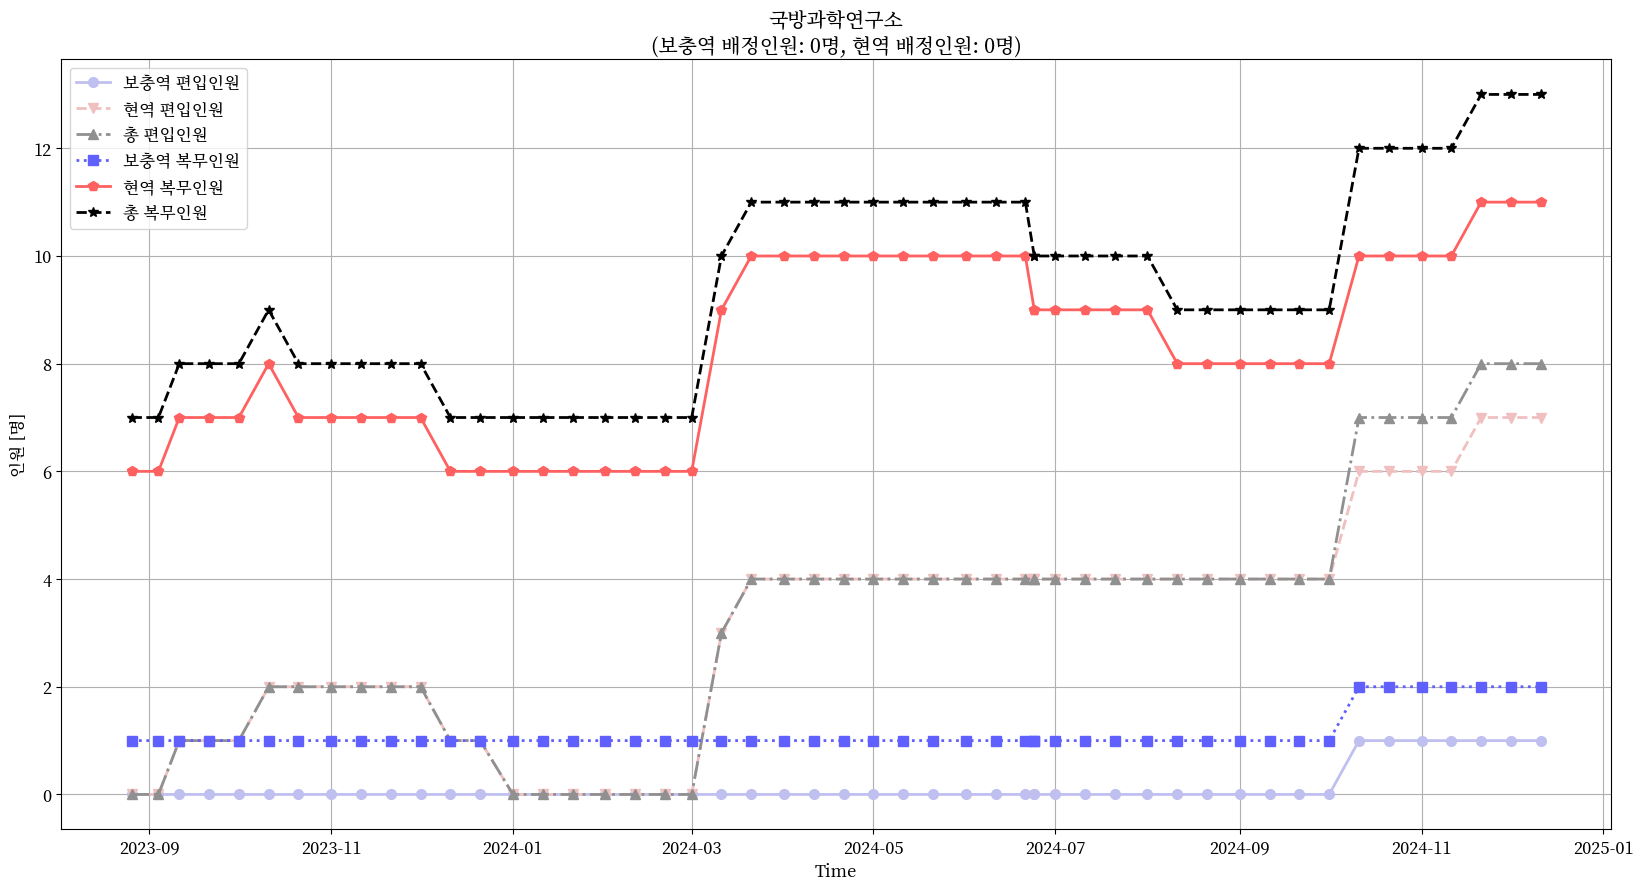 국방과학연구소
(보충역 배정인원: 0명, 현역 배정인원: 0명)
보충역 편입인원
현역 편입인원
총 편입인원
보충역 복무인원
현역 복무인원
총 복무인원
인원 [명]
12
10
8
6
4
2
0
2023-09
2023-11
2024-01
2024-03
2024-05
2024-07
2024-09
2024-11
2025-01
Time